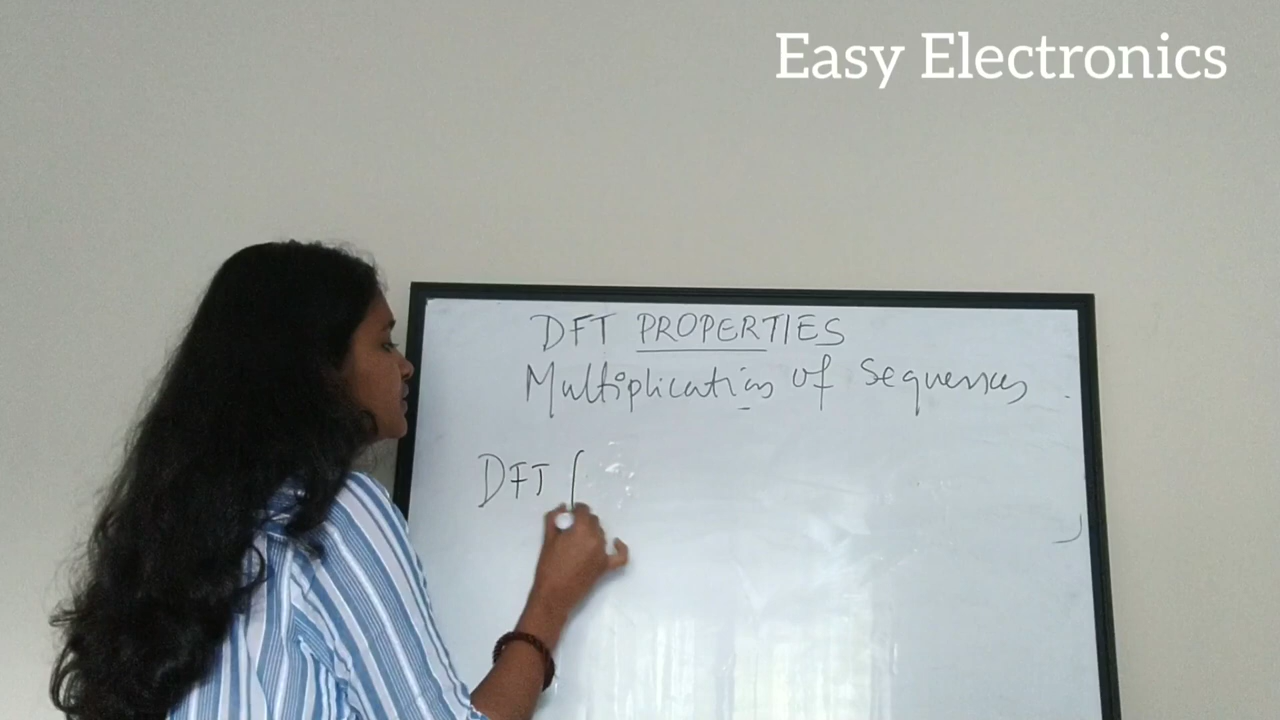 Easy Electronics
DFT PROPERTIES
Multiplication of Sequences
DFT [